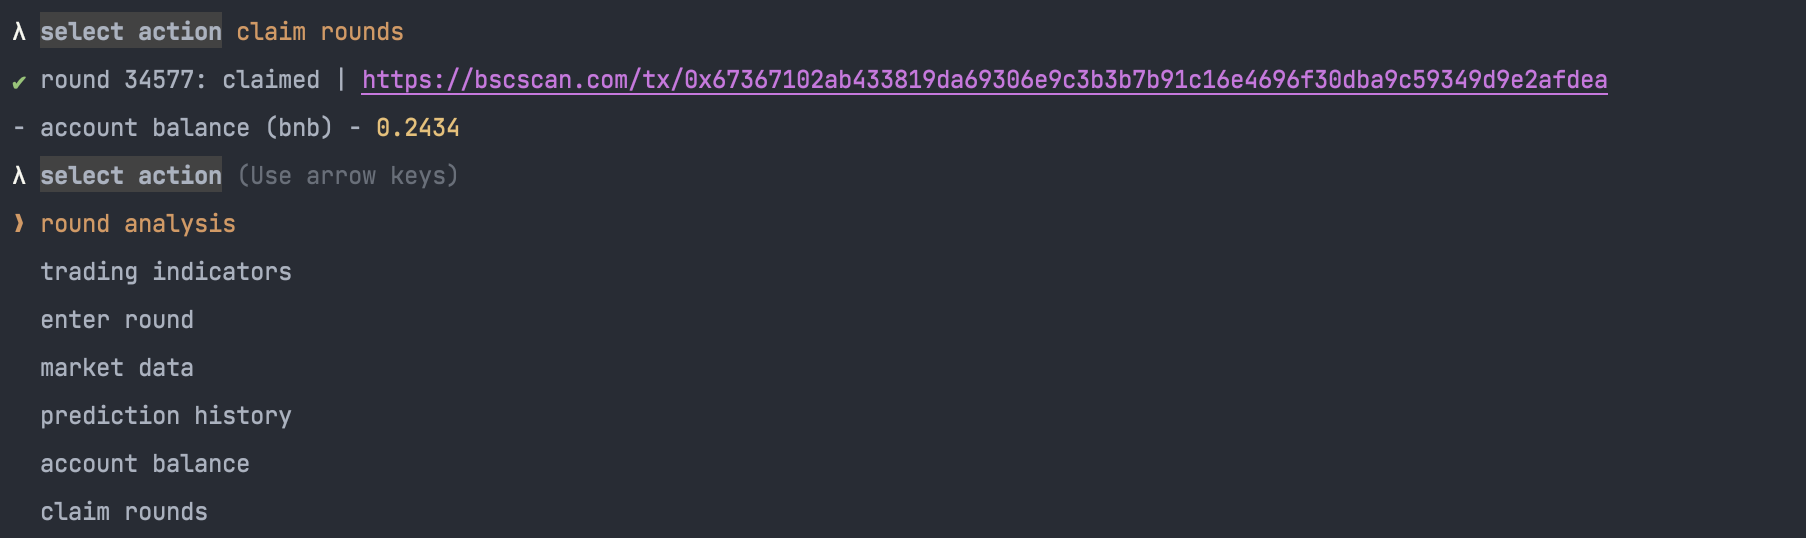 λ select action claim rounds
✔ round 34577: claimed | https://bscscan.com/tx/0x67367102ab433819da69306e9c3b3b7b91c16e4696f30dba9c59349d9e2afdea
- account balance (bnb) - 0.2434
λ select action (Use arrow keys)
❯ round analysis
trading indicators
enter round
market data
prediction history
account balance
claim rounds